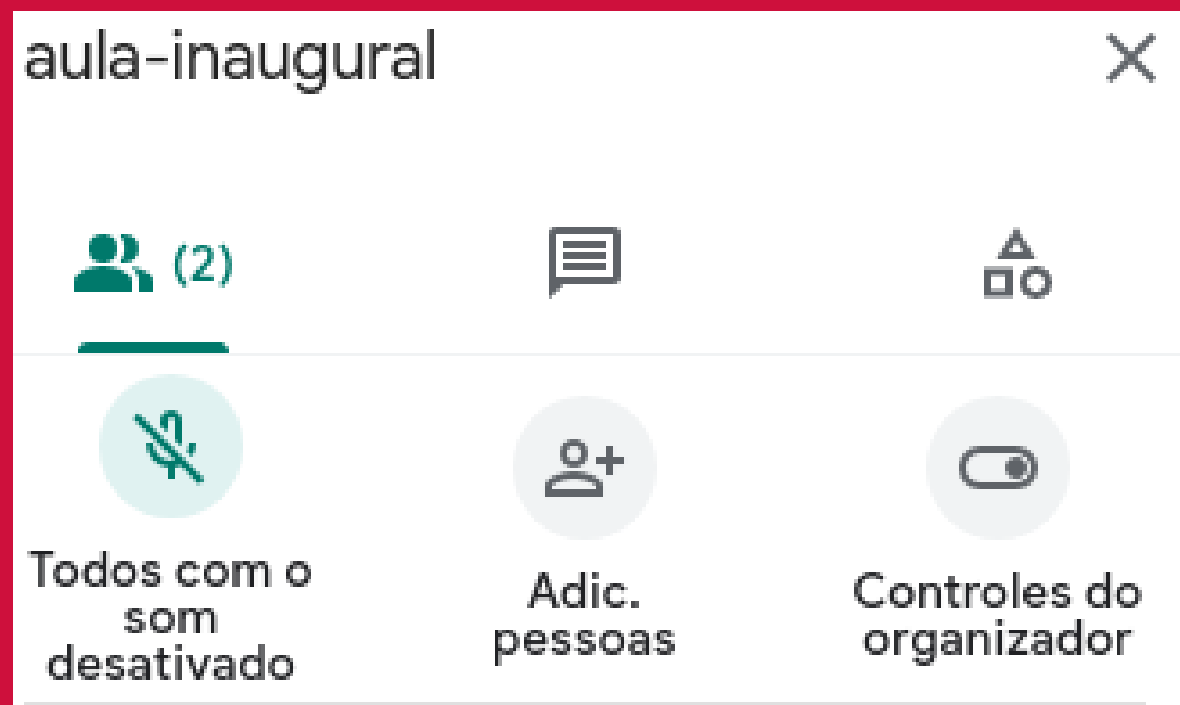 aula-inaugural
(2)
Todos com o
som
desativado
Adic.
pessoas
Controles do
organizador